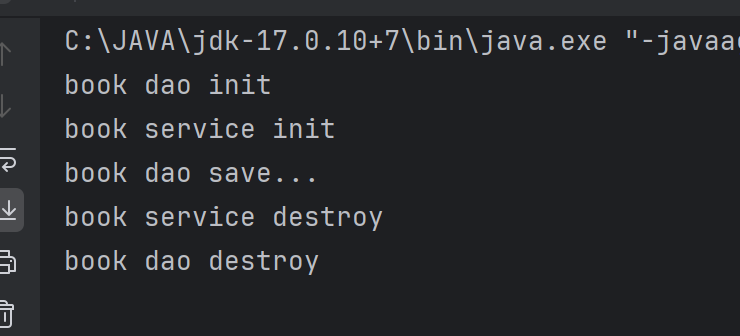 C:\JAVA\jdk-17.0.10+7\bin\java.exe "-javaa
book dao init
book service init
book dao save...
book service destroy
book dao destroy